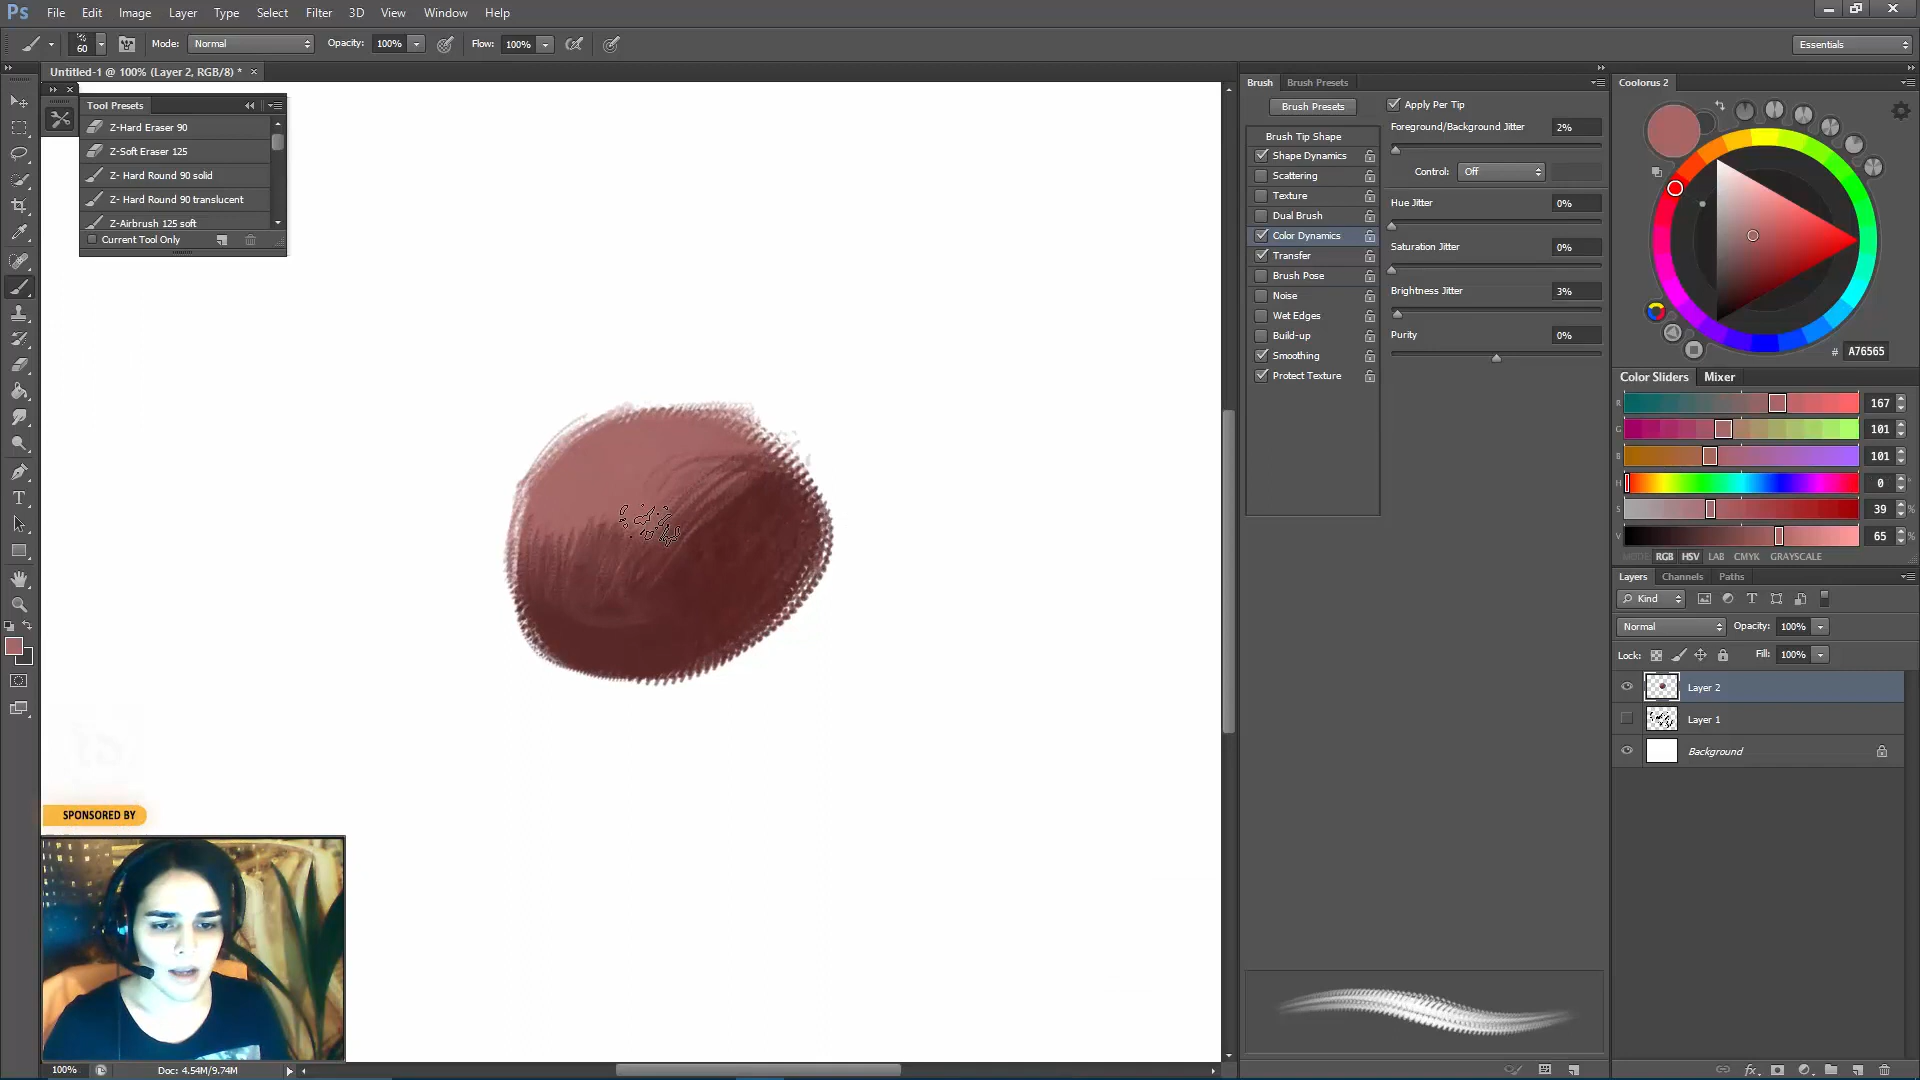 Ps File Edit Image Layer Type Select Filter 3D View Window Help
60 Mode: Normal Opacity: 100% Flow: 100% Essentials
Untitled-1 @ 100% (Layer 2, RGB/8) * ×
Tool Presets
Z-Hard Eraser 90
Z-Soft Eraser 125
Z- Hard Round 90 solid
Z- Hard Round 90 translucent
Z-Airbrush 125 soft
Current Tool Only
Brush Brush Presets
Brush Presets
Brush Tip Shape
Shape Dynamics
Scattering
Texture
Dual Brush
Color Dynamics
Transfer
Brush Pose
Noise
Wet Edges
Build-up
Smoothing
Protect Texture
Apply Per Tip
Foreground/Background Jitter 2%
Control: Off
Hue Jitter 0%
Saturation Jitter 0%
Brightness Jitter 3%
Purity 0%
Coolorus 2
# A76565
Color Sliders Mixer
R 167
G 101
B 101
H 0 °
S 39 %
V 65 %
MODE RGB HSV LAB CMYK GRAYSCALE
Layers Channels Paths
Kind
Normal Opacity: 100%
Lock: Fill: 100%
Layer 2
Layer 1
Background
SPONSORED BY
100% Doc: 4.54M/9.74M